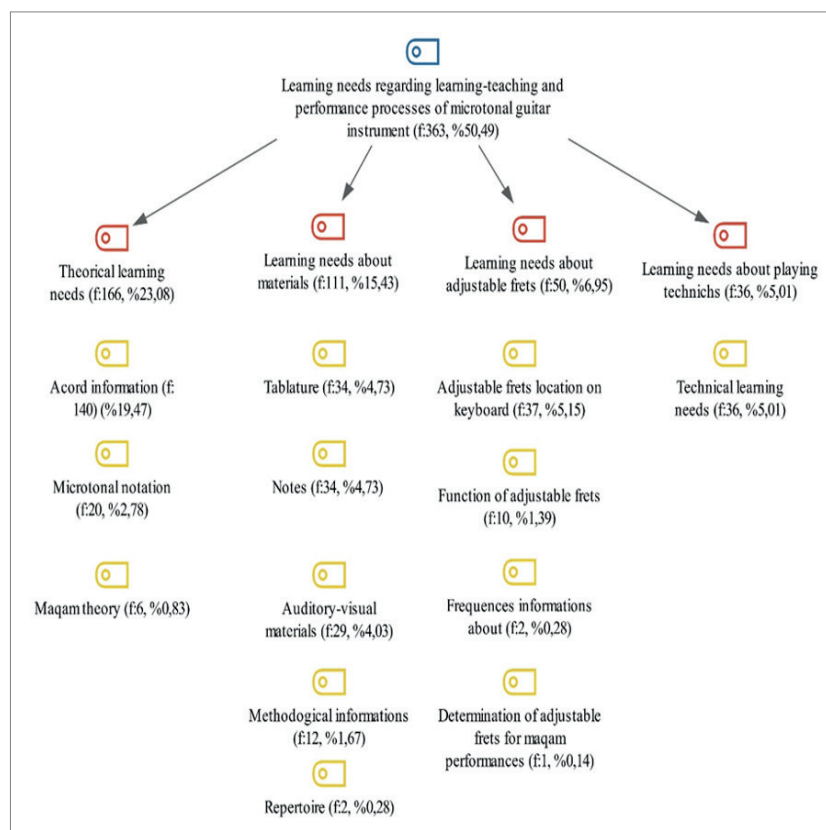 Learning needs regarding learning-teaching and
performance processes of microtonal guitar
instrument (f:363, %50,49)
Theorical learning
needs (f:166, %23,08)
Learning needs about
materials (f:111, %15,43)
Learning needs about
adjustable frets (f:50, %6,95)
Learning needs about playing
technichs (f:36, %5,01)
Acord information (f:
140) (%19,47)
Tablature (f:34, %4,73)
Adjustable frets location on
keyboard (f:37, %5,15)
Technical learning
needs (f:36, %5,01)
Microtonal notation
(f:20, %2,78)
Notes (f:34, %4,73)
Function of adjustable frets
(f:10, %1,39)
Maqam theory (f:6, %0,83)
Auditory-visual
materials (f:29, %4,03)
Frequences informations
about (f:2, %0,28)
Methogological informations
(f:12, %1,67)
Determination of adjustable
frets for maqam
performances (f:1, %0,14)
Repertoire (f:2, %0,28)